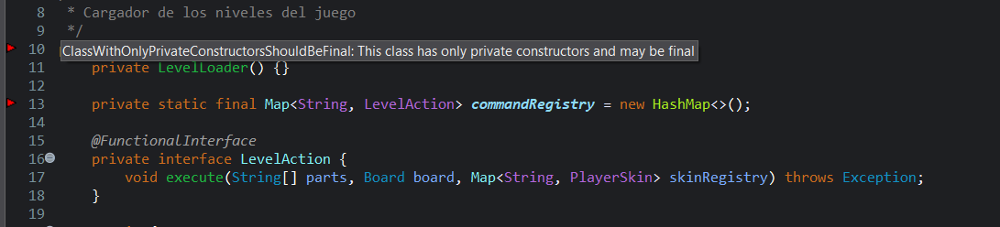 8 * Cargador de los niveles del juego
9 */
10 ClassWithOnlyPrivateConstructorsShouldBeFinal: This class has only private constructors and may be final
11 private LevelLoader() {}
12
13 private static final Map<String, LevelAction> commandRegistry = new HashMap<>();
14
15 @FunctionalInterface
16 private interface LevelAction {
17 void execute(String[] parts, Board board, Map<String, PlayerSkin> skinRegistry) throws Exception;
18 }
19